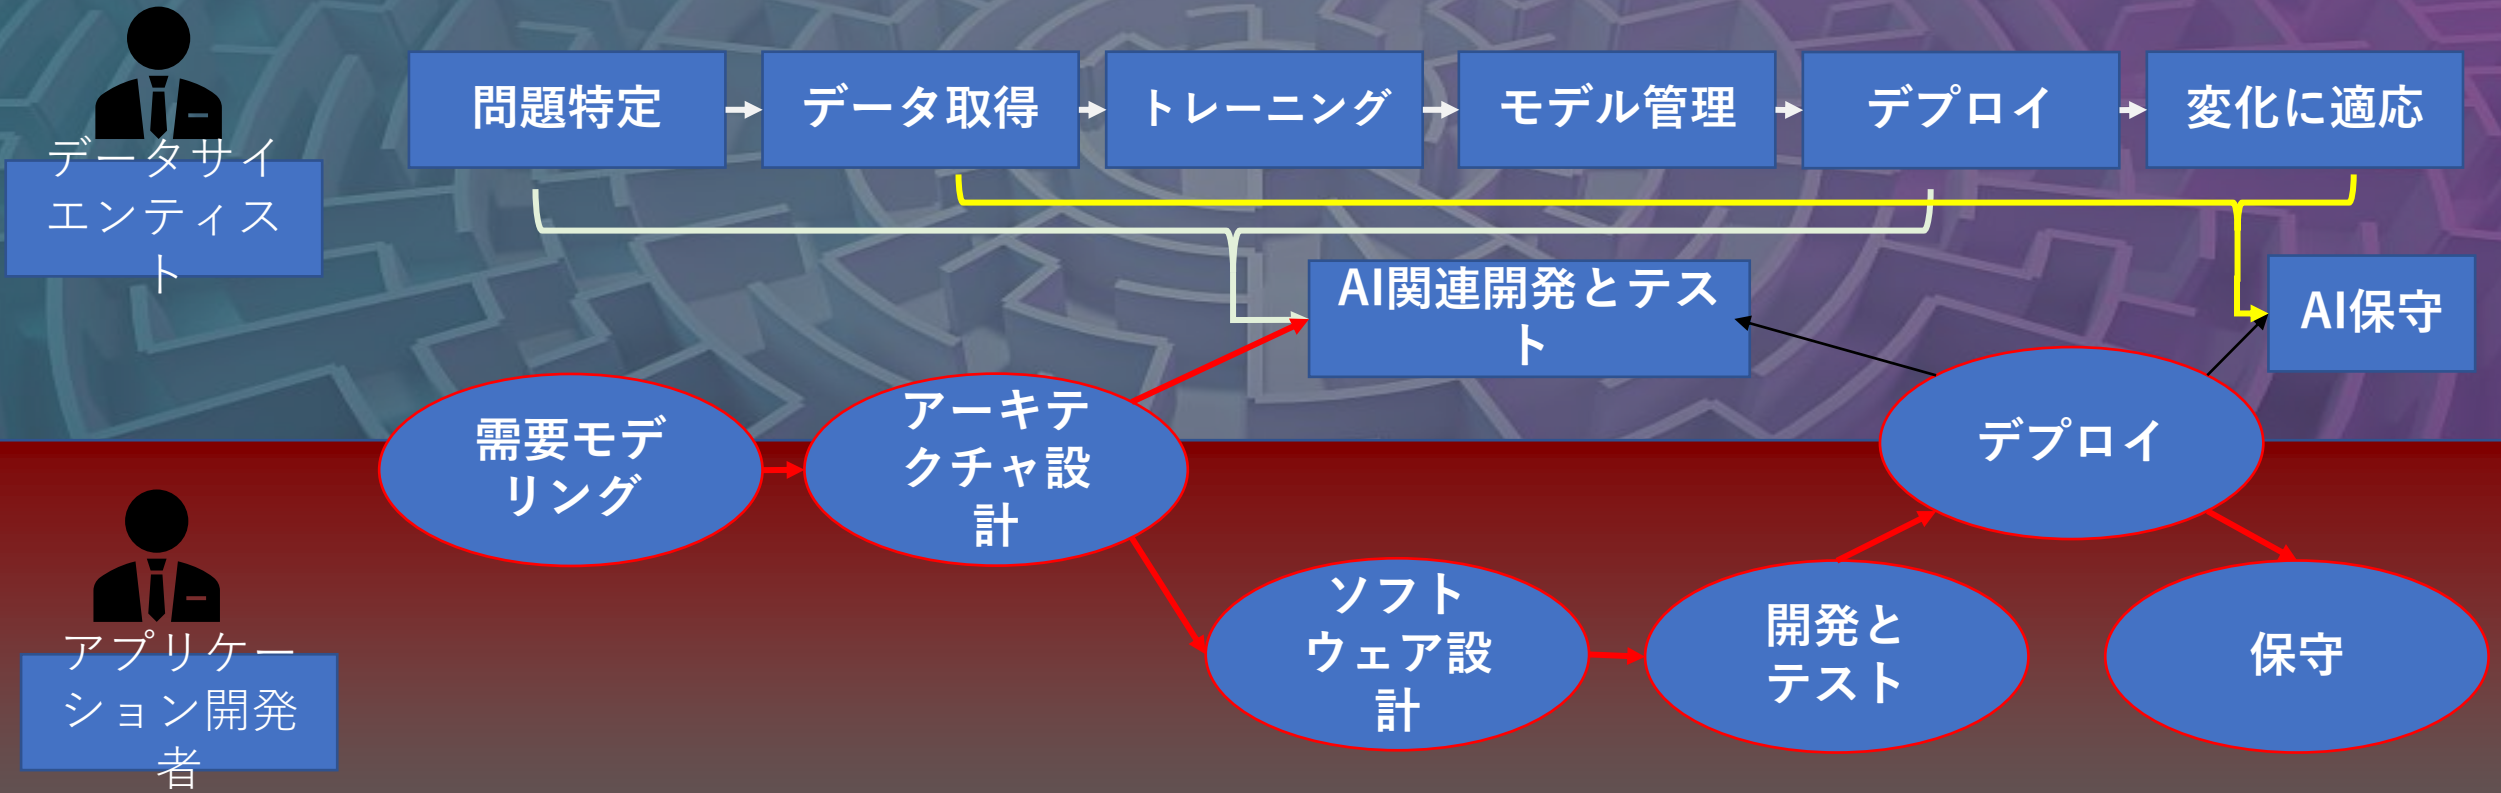 問題特定
データ取得
トレーニング
モデル管理
デプロイ
変化に適応
データサイ
エンティス
ト
AI関連開発とテス
ト
AI保守
需要モデ
リング
アーキテ
クチャ設
計
デプロイ
ソフト
ウェア設
計
開発と
テスト
保守
アプリケー
ション開発
者